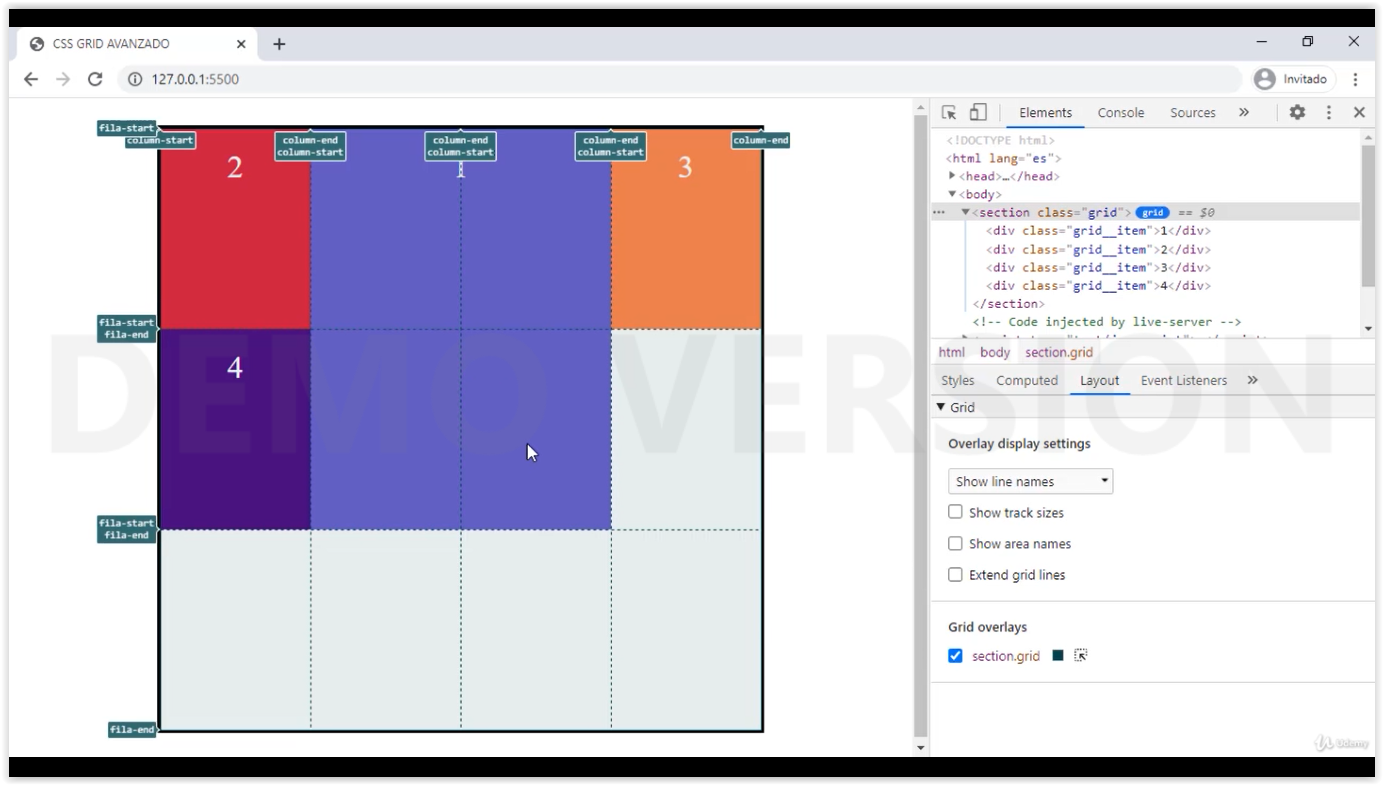 CSS GRID AVANZADO
127.0.0.1:5500
Invitado
fila-start
column-start
column-end
column-start
column-end
column-start
column-end
column-start
column-end
2
1
3
fila-start
fila-end
4
fila-start
fila-end
fila-end
DEMO VERSION
Elements Console Sources »
<!DOCTYPE html>
<html lang="es">
▶<head>…</head>
▼<body>
▼<section class="grid"> grid == $0
<div class="grid__item">1</div>
<div class="grid__item">2</div>
<div class="grid__item">3</div>
<div class="grid__item">4</div>
</section>
<!-- Code injected by live-server -->
html body section.grid
Styles Computed Layout Event Listeners »
▼ Grid
Overlay display settings
Show line names
Show track sizes
Show area names
Extend grid lines
Grid overlays
section.grid
Udemy